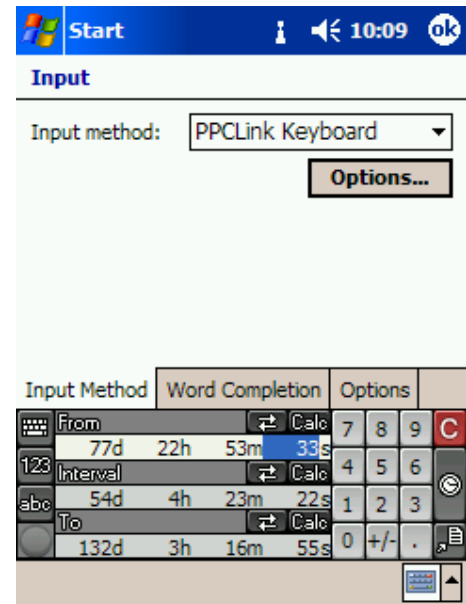 Start 10:09 ok
Input
Input method: PPCLink Keyboard
Options...
Input Method Word Completion Options
From Calc 7 8 9 C
77d 22h 53m 33s
123 Interval Calc 4 5 6
abc 54d 4h 23m 22s 1 2 3
To Calc
132d 3h 16m 55s 0 +/- .